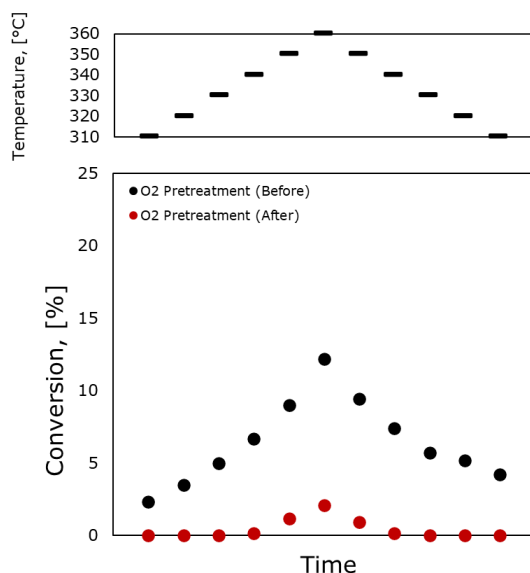 Temperature, [°C]
360
350
340
330
320
310
25
20
15
10
5
0
Conversion, [%]
O2 Pretreatment (Before)
O2 Pretreatment (After)
Time